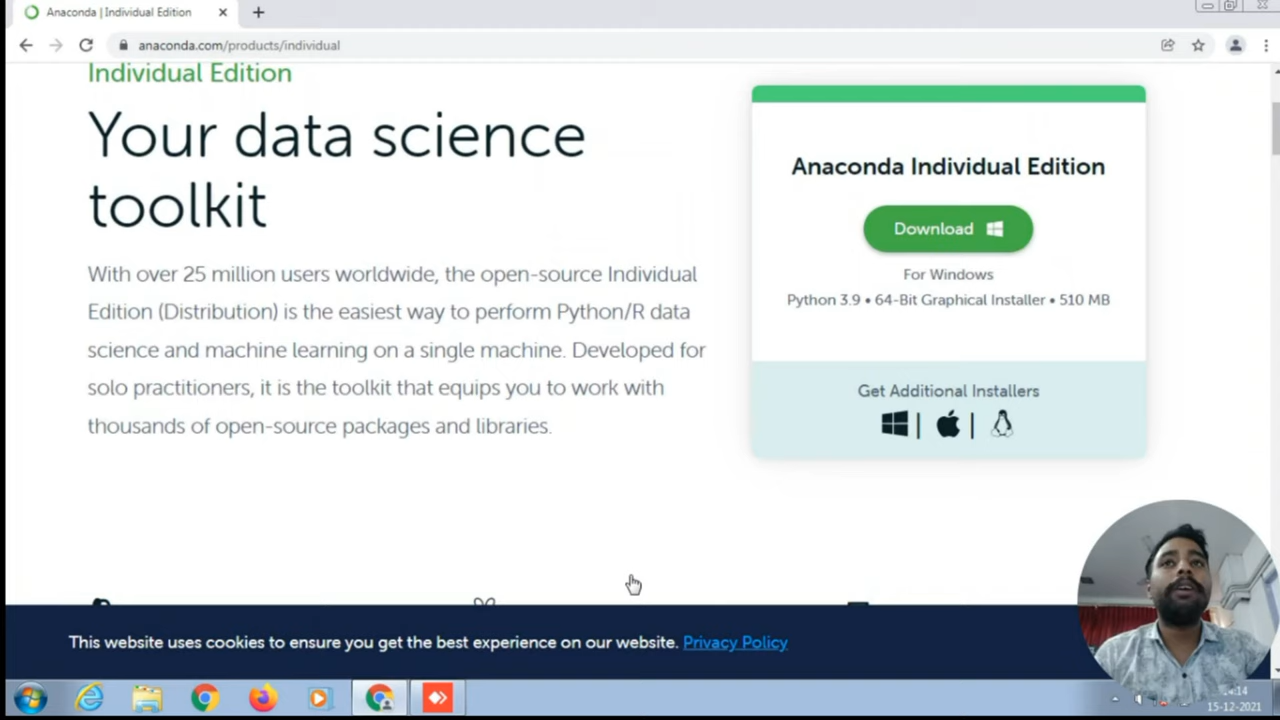 Anaconda | Individual Edition
anaconda.com/products/individual
Individual Edition
Your data science
toolkit
With over 25 million users worldwide, the open-source Individual
Edition (Distribution) is the easiest way to perform Python/R data
science and machine learning on a single machine. Developed for
solo practitioners, it is the toolkit that equips you to work with
thousands of open-source packages and libraries.
Anaconda Individual Edition
Download
For Windows
Python 3.9 • 64-Bit Graphical Installer • 510 MB
Get Additional Installers
This website uses cookies to ensure you get the best experience on our website. Privacy Policy
15-12-2021